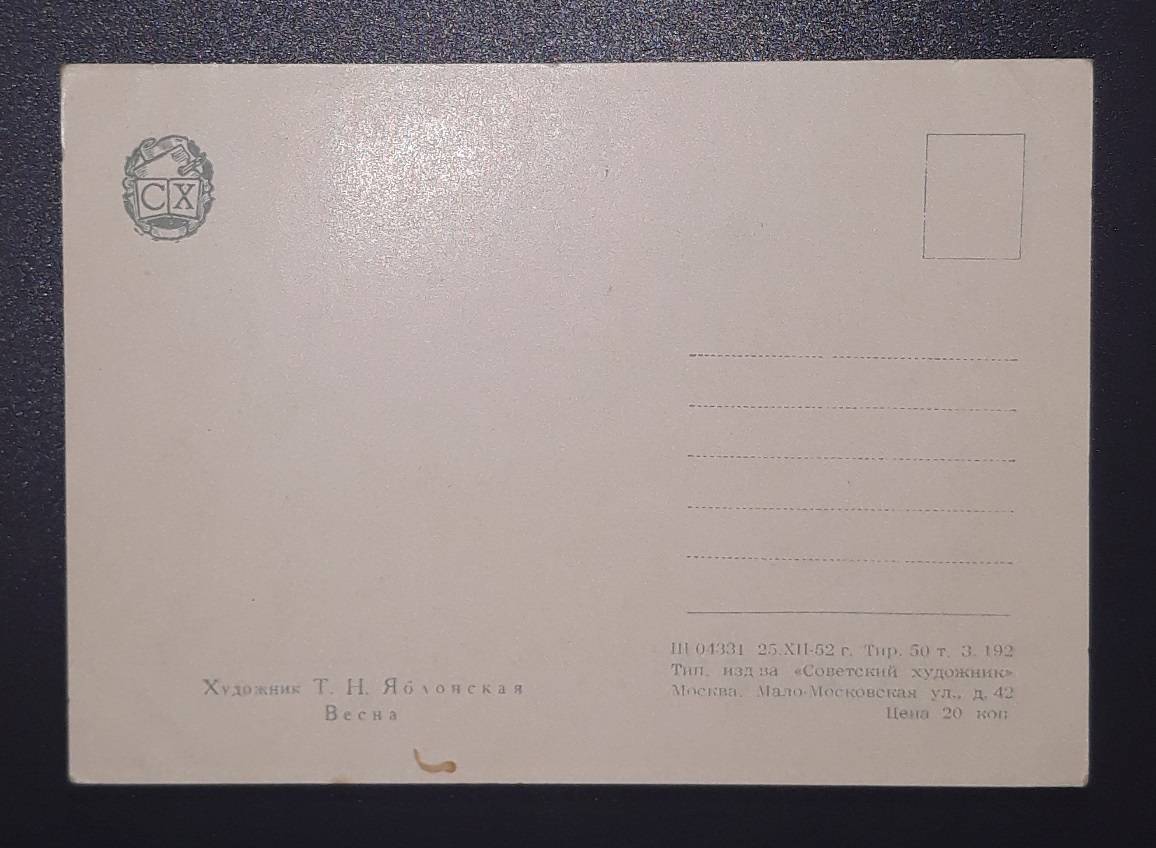 СХ
Художник Т. Н. Яблонская
Весна
Ш 04331 25.XII-52 г. Тир. 50 т. З. 192
Тип. изд-ва «Советский художник»
Москва, Мало-Московская ул., д. 42
Цена 20 коп